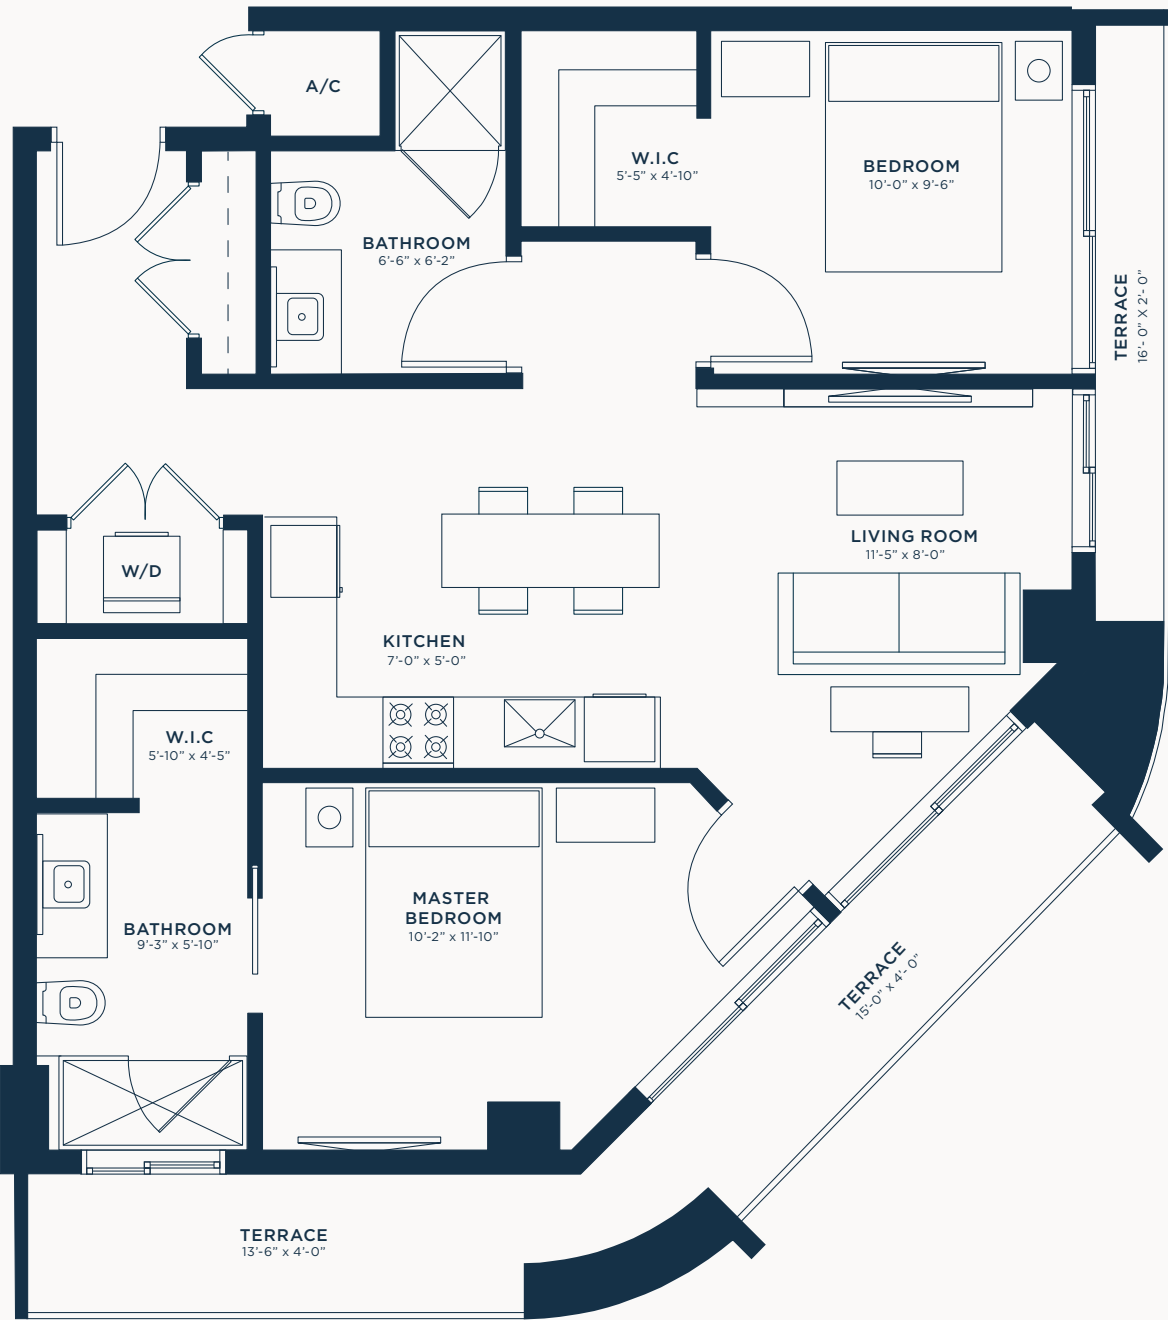 A/C
W.I.C
5’-5” x 4’-10”
BEDROOM
10’-0” x 9’-6”
BATHROOM
6’-6” x 6’-2”
TERRACE
16’- 0” X 2’- 0”
LIVING ROOM
11’-5” x 8’-0”
W/D
KITCHEN
7’-0” x 5’-0”
W.I.C
5’-10” x 4’-5”
MASTER
BEDROOM
10’-2” x 11’-10”
BATHROOM
9’-3” x 5’-10”
TERRACE
15’-0” x 4’- 0”
TERRACE
13’-6” x 4’-0”